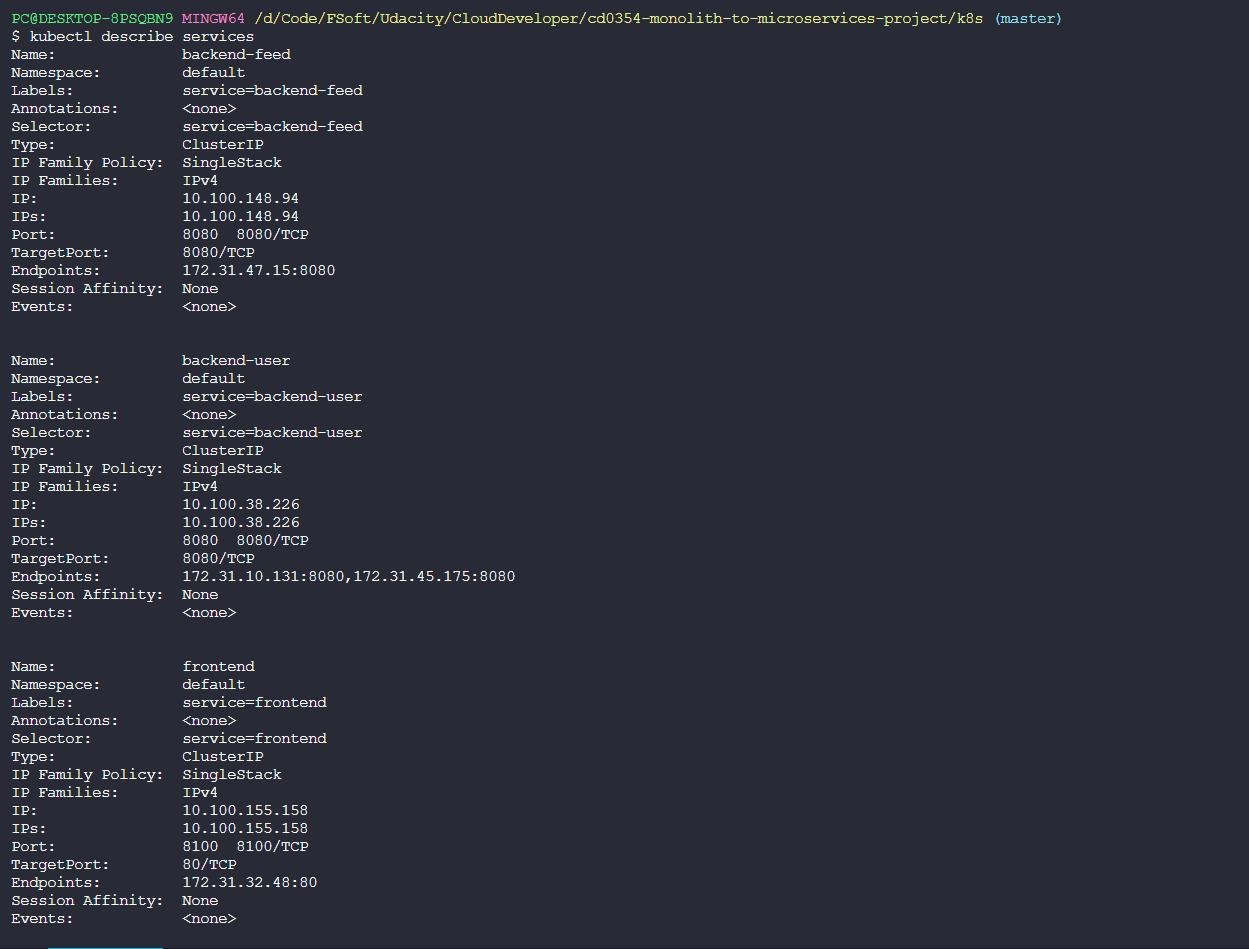 PC@DESKTOP-8PSQBN9 MINGW64 /d/Code/FSoft/Udacity/CloudDeveloper/cd0354-monolith-to-microservices-project/k8s (master)
$ kubectl describe services
Name:              backend-feed
Namespace:         default
Labels:            service=backend-feed
Annotations:       <none>
Selector:          service=backend-feed
Type:              ClusterIP
IP Family Policy:  SingleStack
IP Families:       IPv4
IP:                10.100.148.94
IPs:               10.100.148.94
Port:              8080  8080/TCP
TargetPort:        8080/TCP
Endpoints:         172.31.47.15:8080
Session Affinity:  None
Events:            <none>

Name:              backend-user
Namespace:         default
Labels:            service=backend-user
Annotations:       <none>
Selector:          service=backend-user
Type:              ClusterIP
IP Family Policy:  SingleStack
IP Families:       IPv4
IP:                10.100.38.226
IPs:               10.100.38.226
Port:              8080  8080/TCP
TargetPort:        8080/TCP
Endpoints:         172.31.10.131:8080,172.31.45.175:8080
Session Affinity:  None
Events:            <none>

Name:              frontend
Namespace:         default
Labels:            service=frontend
Annotations:       <none>
Selector:          service=frontend
Type:              ClusterIP
IP Family Policy:  SingleStack
IP Families:       IPv4
IP:                10.100.155.158
IPs:               10.100.155.158
Port:              8100  8100/TCP
TargetPort:        80/TCP
Endpoints:         172.31.32.48:80
Session Affinity:  None
Events:            <none>